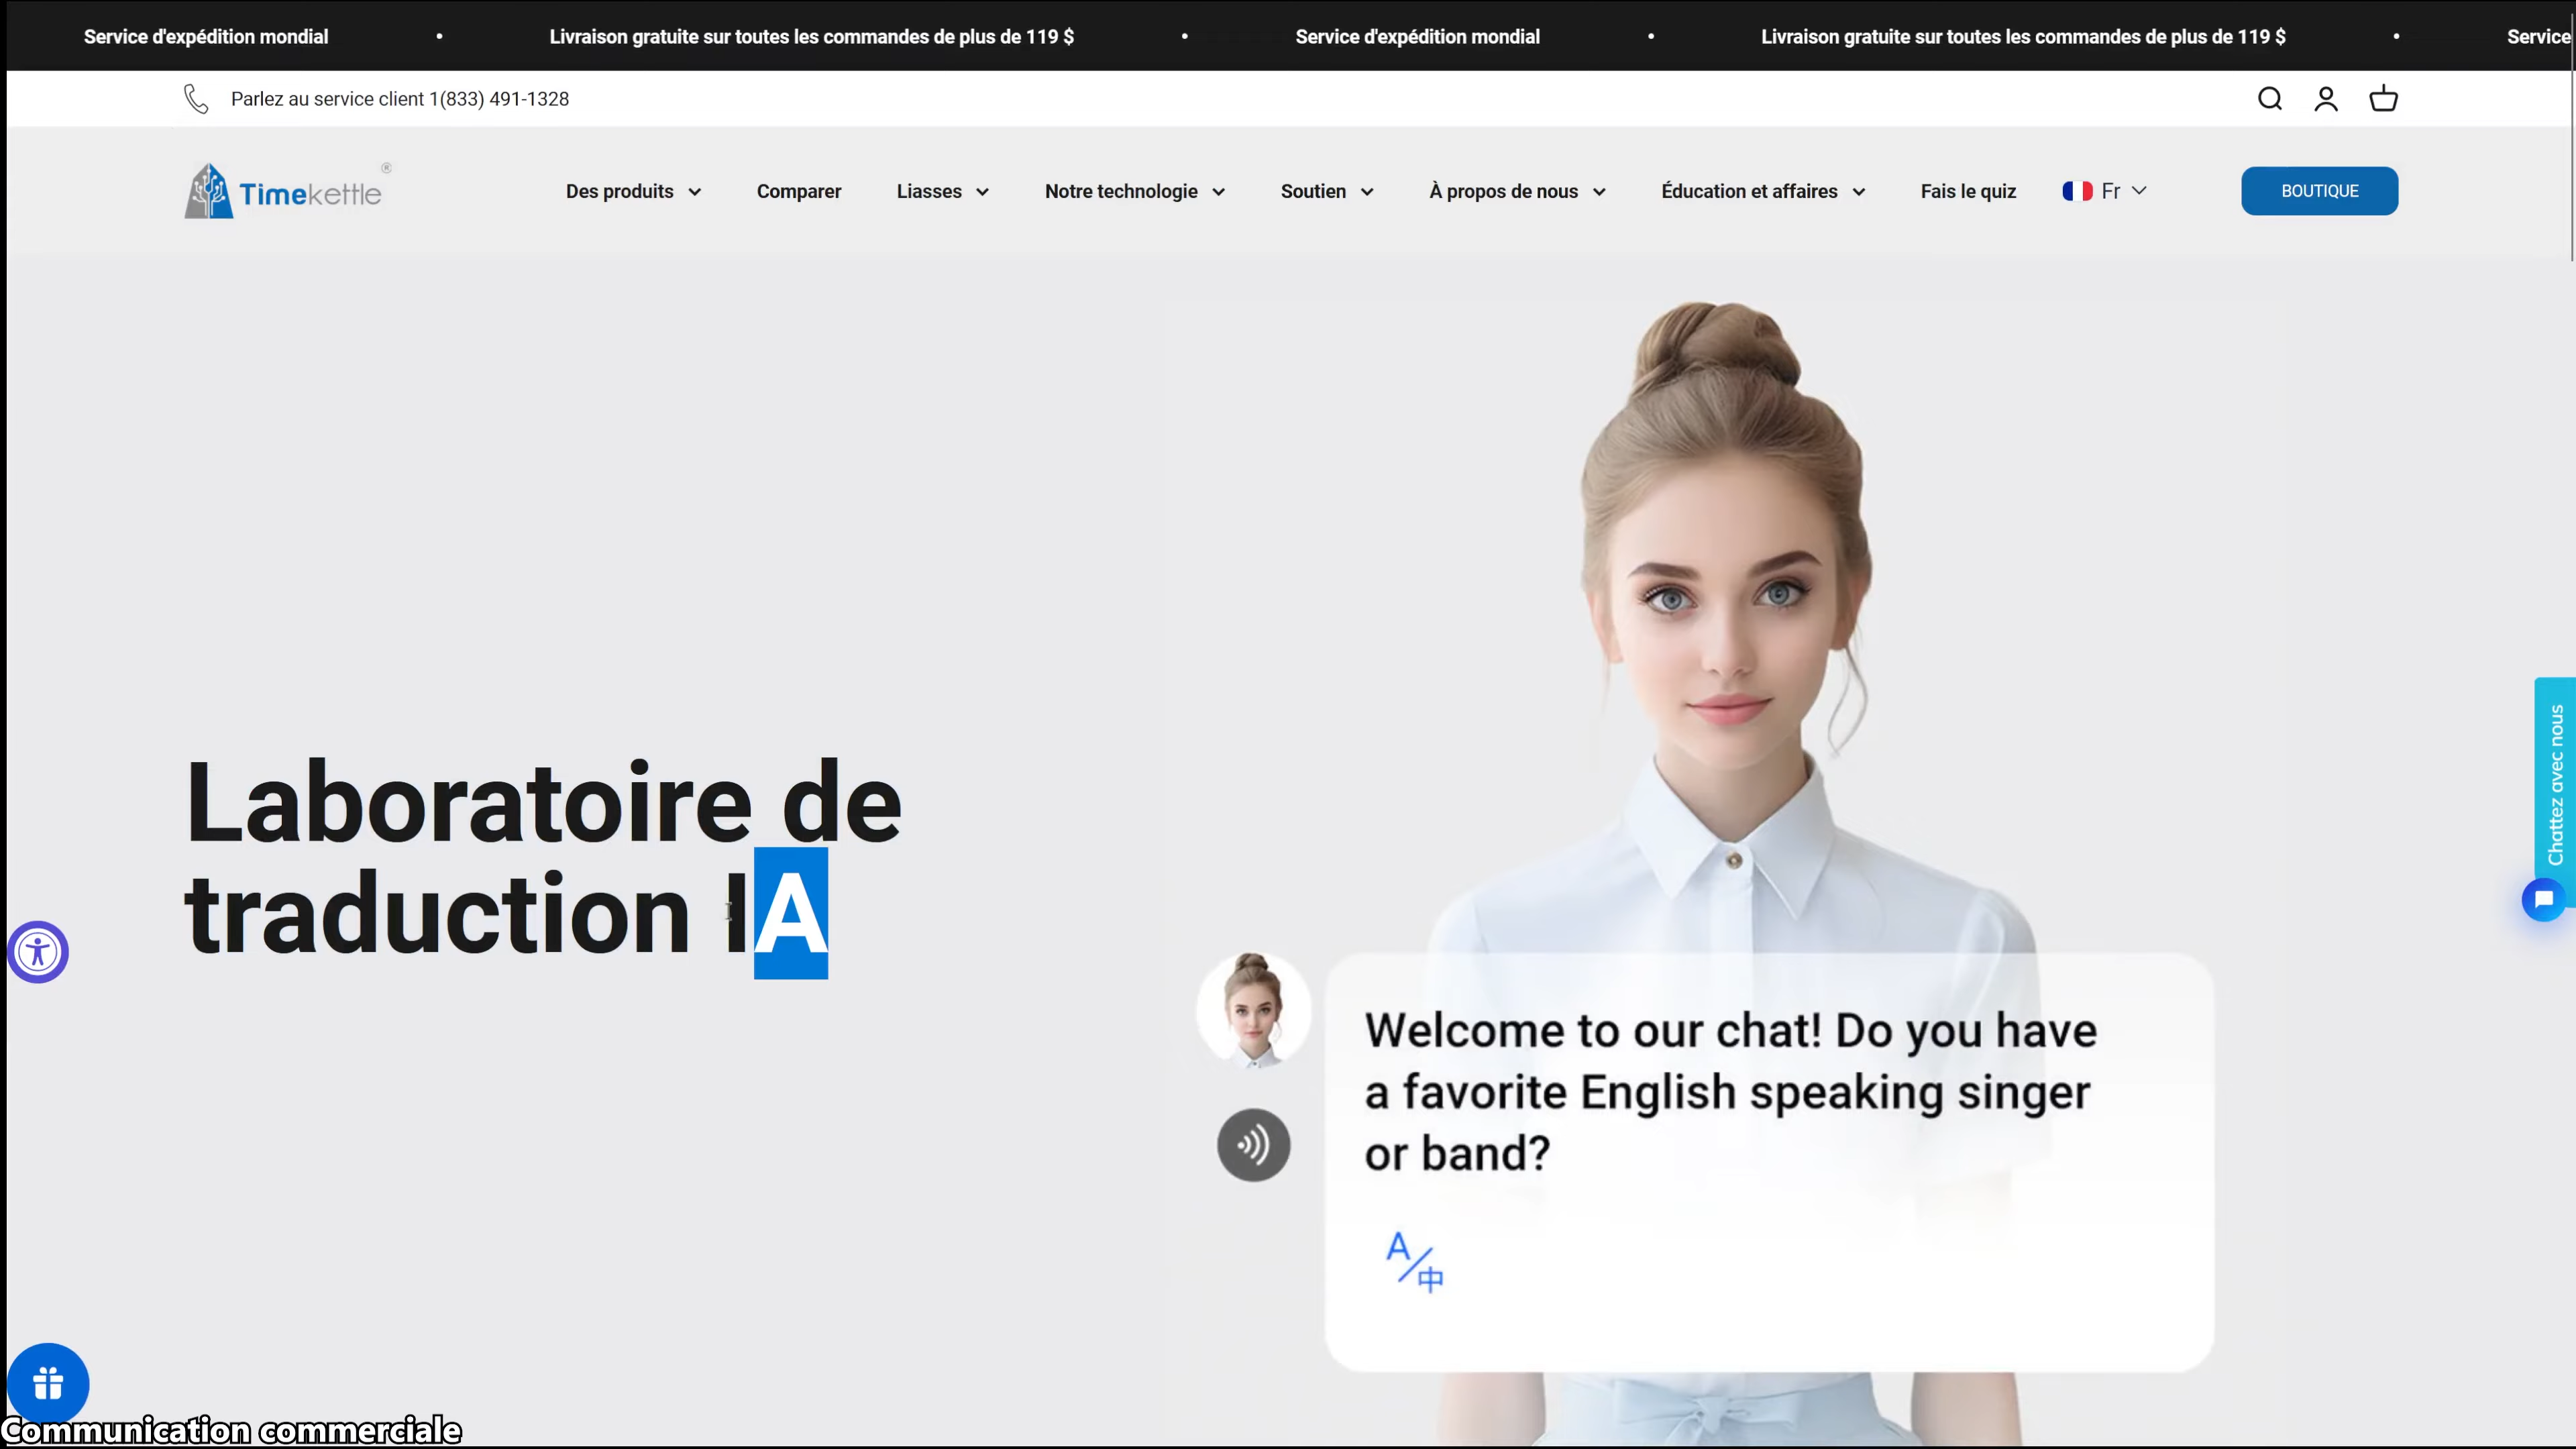 Service d'expédition mondial • Livraison gratuite sur toutes les commandes de plus de 119 $ • Service d'expédition mondial • Livraison gratuite sur toutes les commandes de plus de 119 $ • Service
Parlez au service client 1(833) 491-1328
Timekettle®
Des produits Comparer Liasses Notre technologie Soutien À propos de nous Éducation et affaires Fais le quiz Fr BOUTIQUE
Laboratoire de
traduction IA
Chattez avec nous
Welcome to our chat! Do you have
a favorite English speaking singer
or band?
A/中
Communication commerciale